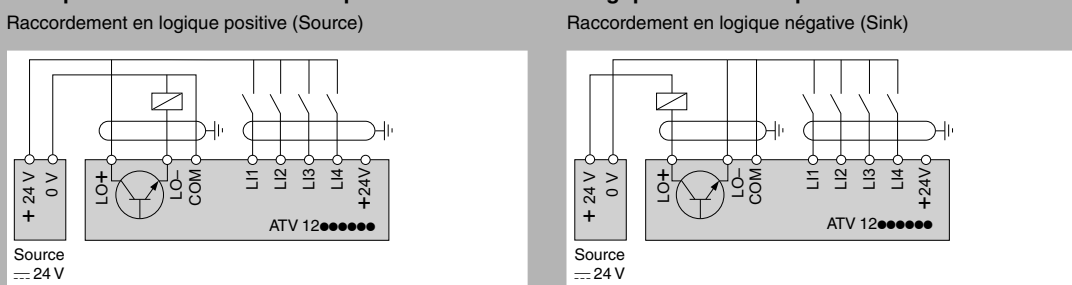 Raccordement en logique positive (Source)
+ 24 V
0 V
LO+
LO–
COM
LI1
LI2
LI3
LI4
+24V
ATV 12●●●●●●
Source
⎓ 24 V
Raccordement en logique négative (Sink)
+ 24 V
0 V
LO+
LO–
COM
LI1
LI2
LI3
LI4
+24V
ATV 12●●●●●●
Source
⎓ 24 V